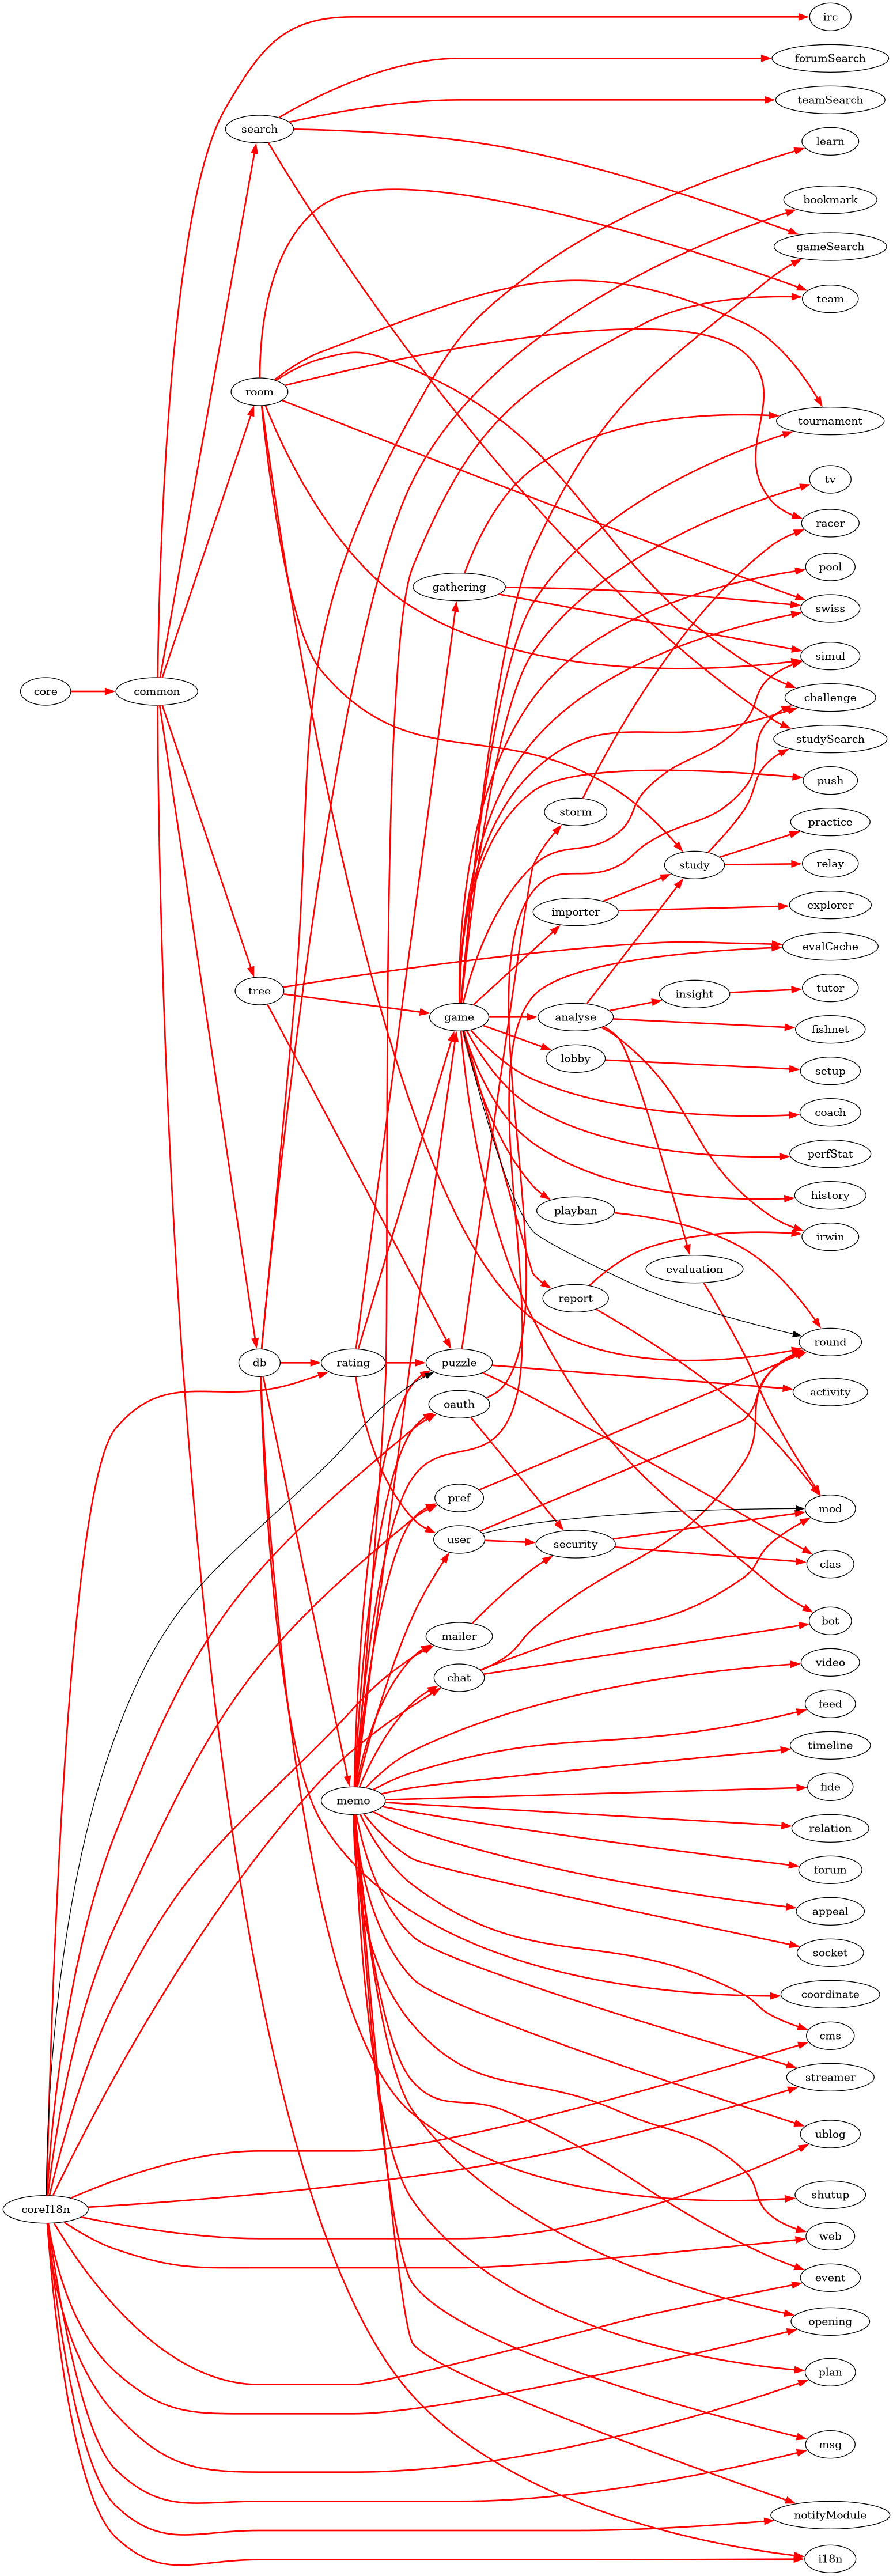 irc
forumSearch
teamSearch
search
learn
bookmark
gameSearch
team
room
tournament
tv
racer
pool
gathering
swiss
simul
core
common
challenge
studySearch
push
storm
practice
study
relay
explorer
importer
evalCache
tree
tutor
insight
game
analyse
fishnet
lobby
setup
coach
perfStat
history
playban
irwin
evaluation
report
round
db
rating
puzzle
activity
oauth
pref
mod
user
security
clas
bot
mailer
video
chat
feed
timeline
fide
memo
relation
forum
appeal
socket
coordinate
cms
streamer
ublog
shutup
coreI18n
web
event
opening
plan
msg
notifyModule
i18n